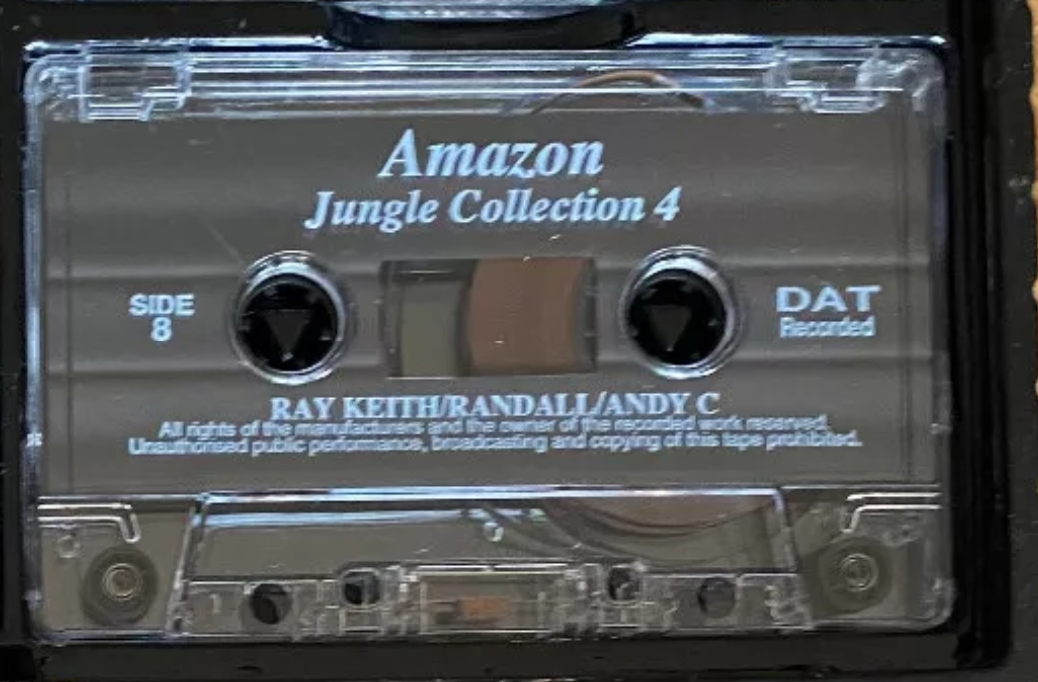 Amazon
Jungle Collection 4
SIDE
8
DAT
Recorded
RAY KEITH/RANDALL/ANDY C
All rights of the manufacturers and the owner of the recorded work reserved.
Unauthorised public performance, broadcasting and copying of this tape prohibited.